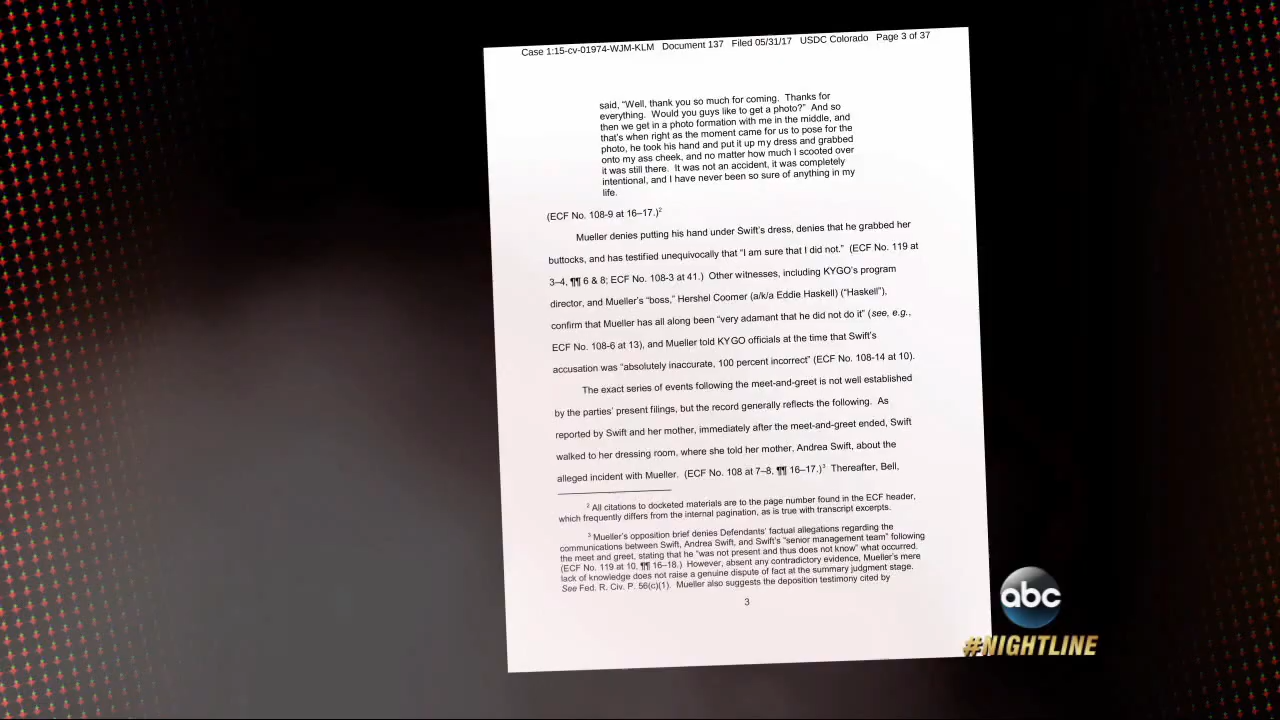 Case 1:15-cv-01974-WJM-KLM Document 137 Filed 05/31/17 USDC Colorado Page 3 of 37
said, “Well, thank you so much for coming. Thanks for
everything. Would you guys like to get a photo?” And so
then we get in a photo formation with me in the middle, and
that’s when right as the moment came for us to pose for the
photo, he took his hand and put it up my dress and grabbed
onto my ass cheek, and no matter how much I scooted over
it was still there. It was not an accident, it was completely
intentional, and I have never been so sure of anything in my
life.
(ECF No. 108-9 at 16–17.)²
Mueller denies putting his hand under Swift’s dress, denies that he grabbed her
buttocks, and has testified unequivocally that “I am sure that I did not.” (ECF No. 119 at
3–4, ¶¶ 6 & 8; ECF No. 108-3 at 41.) Other witnesses, including KYGO’s program
director, and Mueller’s “boss,” Hershel Coomer (a/k/a Eddie Haskell) (“Haskell”),
confirm that Mueller has all along been “very adamant that he did not do it” (see, e.g.,
ECF No. 108-6 at 13), and Mueller told KYGO officials at the time that Swift’s
accusation was “absolutely inaccurate, 100 percent incorrect” (ECF No. 108-14 at 10).
The exact series of events following the meet-and-greet is not well established
by the parties’ present filings, but the record generally reflects the following. As
reported by Swift and her mother, immediately after the meet-and-greet ended, Swift
walked to her dressing room, where she told her mother, Andrea Swift, about the
alleged incident with Mueller. (ECF No. 108 at 7–8, ¶¶ 16–17.)³ Thereafter, Bell,
² All citations to docketed materials are to the page number found in the ECF header,
which frequently differs from the internal pagination, as is true with transcript excerpts.
³ Mueller’s opposition brief denies Defendants’ factual allegations regarding the
communications between Swift, Andrea Swift, and Swift’s “senior management team” following
the meet and greet, stating that he “was not present and thus does not know” what occurred.
(ECF No. 119 at 10, ¶¶ 16–18.) However, absent any contradictory evidence, Mueller’s mere
lack of knowledge does not raise a genuine dispute of fact at the summary judgment stage.
See Fed. R. Civ. P. 56(c)(1). Mueller also suggests the deposition testimony cited by
3
abc
#NIGHTLINE